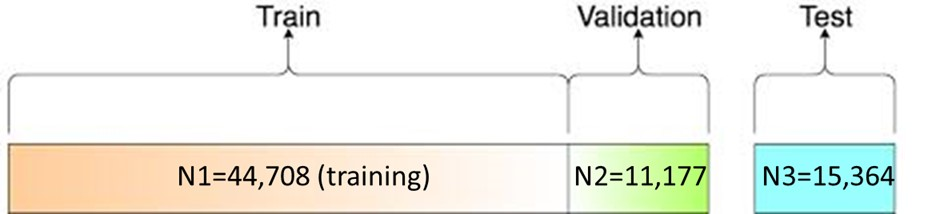 Train
Validation
Test
N1=44,708 (training)
N2=11,177
N3=15,364